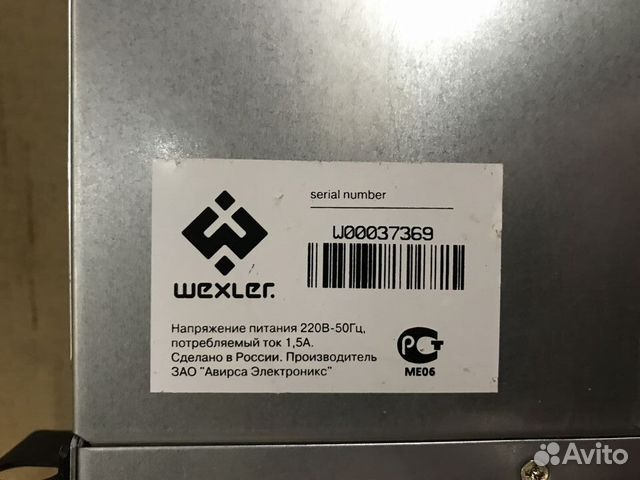 serial number
W00037369
wexler.
Напряжение питания 220В-50Гц,
потребляемый ток 1,5А.
Сделано в России. Производитель
ЗАО "Авирса Электроникс"
РСТ
МЕ06
Avito